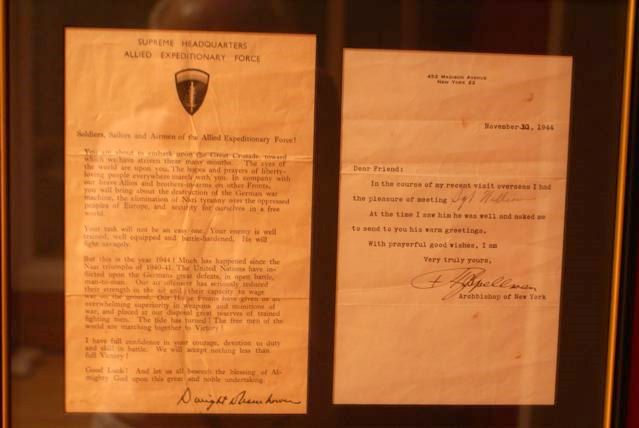 SUPREME HEADQUARTERS
ALLIED EXPEDITIONARY FORCE
Soldiers, Sailors and Airmen of the Allied Expeditionary Force!
You are about to embark upon the Great Crusade, toward
which we have striven these many months. The eyes of
the world are upon you. The hopes and prayers of liberty-
loving people everywhere march with you. In company with
our brave Allies and brothers-in-arms on other Fronts,
you will bring about the destruction of the German war
machine, the elimination of Nazi tyranny over the oppressed
peoples of Europe, and security for ourselves in a free
world.
Your task will not be an easy one. Your enemy is well
trained, well equipped and battle-hardened. He will
fight savagely.
But this is the year 1944! Much has happened since the
Nazi triumphs of 1940-41. The United Nations have in-
flicted upon the Germans great defeats, in open battle,
man-to-man. Our air offensive has seriously reduced
their strength in the air and their capacity to wage
war on the ground. Our Home Fronts have given us an
overwhelming superiority in weapons and munitions of
war, and placed at our disposal great reserves of trained
fighting men. The tide has turned! The free men of the
world are marching together to Victory!
I have full confidence in your courage, devotion to duty
and skill in battle. We will accept nothing less than
full Victory!
Good Luck! And let us all beseech the blessing of Al-
mighty God upon this great and noble undertaking.
Dwight D Eisenhower
452 Madison Avenue
New York 22
November 1944
Dear Friend:
In the course of my recent visit overseas I had
the pleasure of meeting Sgt
At the time I saw him he was well and asked me
to send to you his warm greetings.
With prayerful good wishes, I am
Very truly yours,
F J Spellman
Archbishop of New York